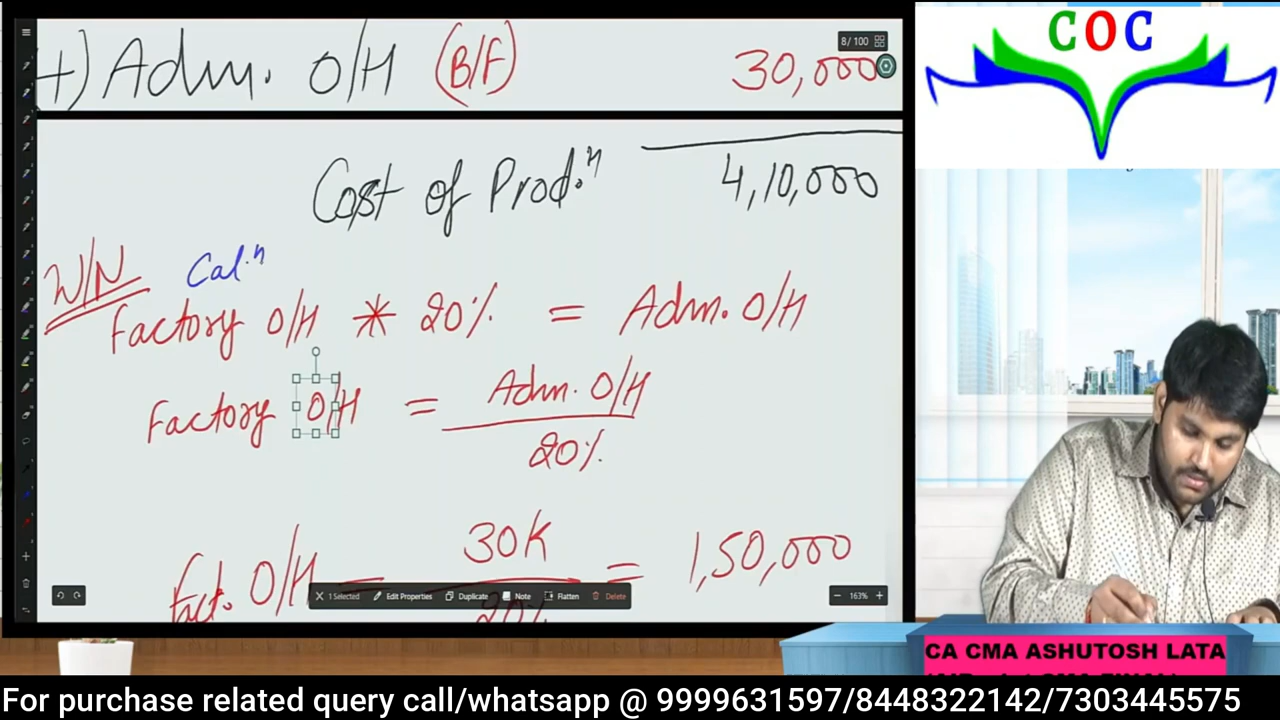 +) Adm. O/H (B/F) 30,000
8/100
Cost of Prod.n 4,10,000
W/N Cal.n
Factory O/H * 20% = Adm. O/H
Factory O/H = Adm. O/H
20%
Fact. O/H = 30K = 1,50,000
20%
1 Selected Edit Properties Duplicate Note Flatten Delete
163%
COC
CA CMA ASHUTOSH LATA
For purchase related query call/whatsapp @ 9999631597/8448322142/7303445575